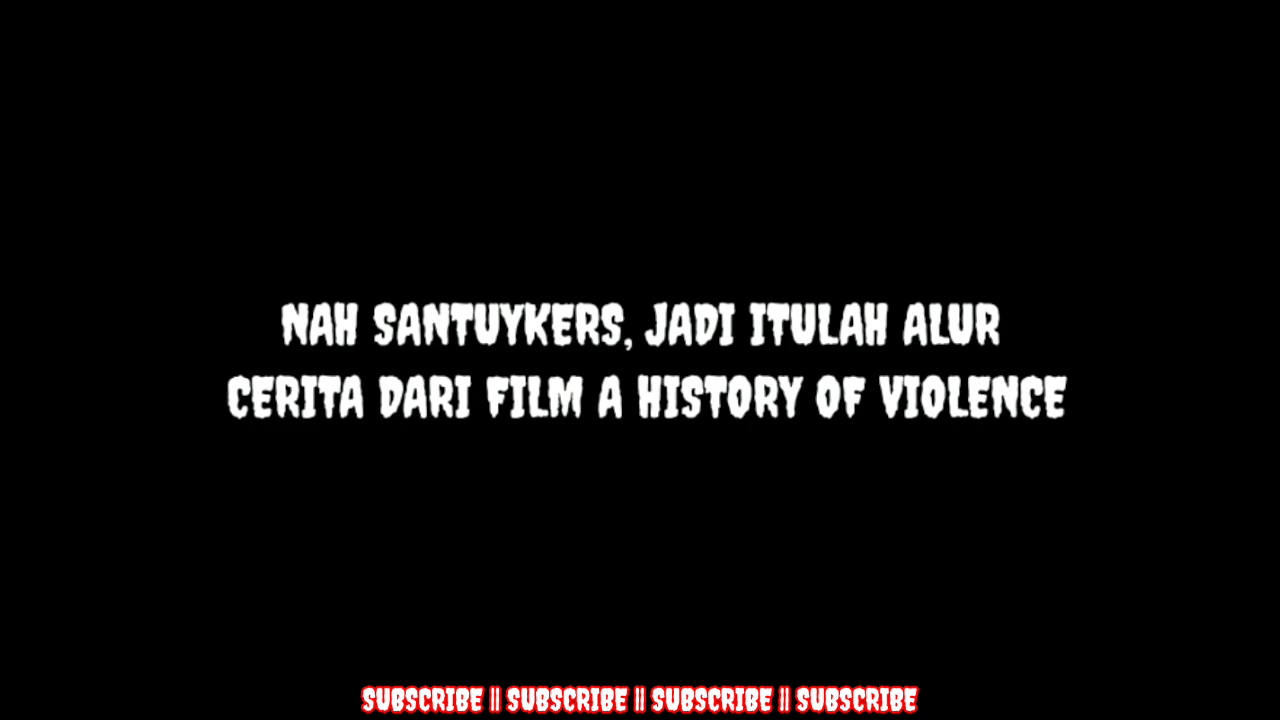 NAH SANTUYKERS, JADI ITULAH ALUR
CERITA DARI FILM A HISTORY OF VIOLENCE
SUBSCRIBE || SUBSCRIBE || SUBSCRIBE || SUBSCRIBE